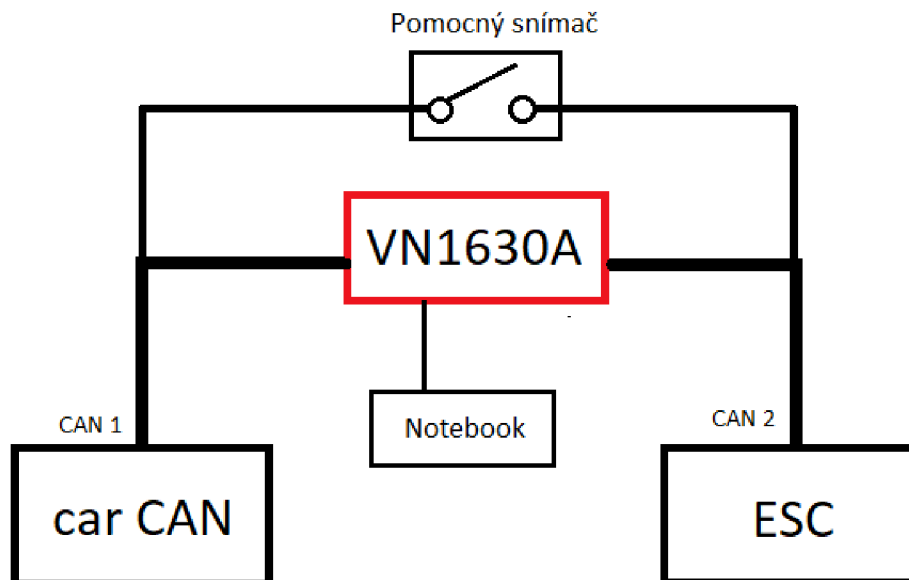 Pomocný snímač
VN1630A
Notebook
CAN 1
CAN 2
car CAN
ESC